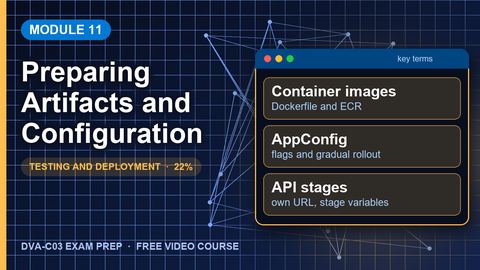 MODULE 11
Preparing
Artifacts and
Configuration
TESTING AND DEPLOYMENT · 22%
key terms
Container images
Dockerfile and ECR
AppConfig
flags and gradual rollout
API stages
own URL, stage variables
DVA-C03 EXAM PREP · FREE VIDEO COURSE